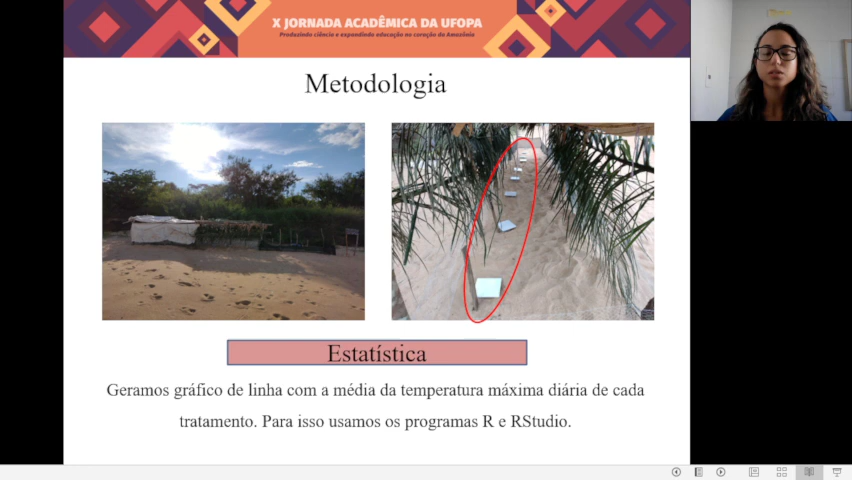 X JORNADA ACADÊMICA DA UFOPA
Produzindo ciência e expandindo educação no coração da Amazônia
Metodologia
Estatística
Geramos gráfico de linha com a média da temperatura máxima diária de cada
tratamento. Para isso usamos os programas R e RStudio.